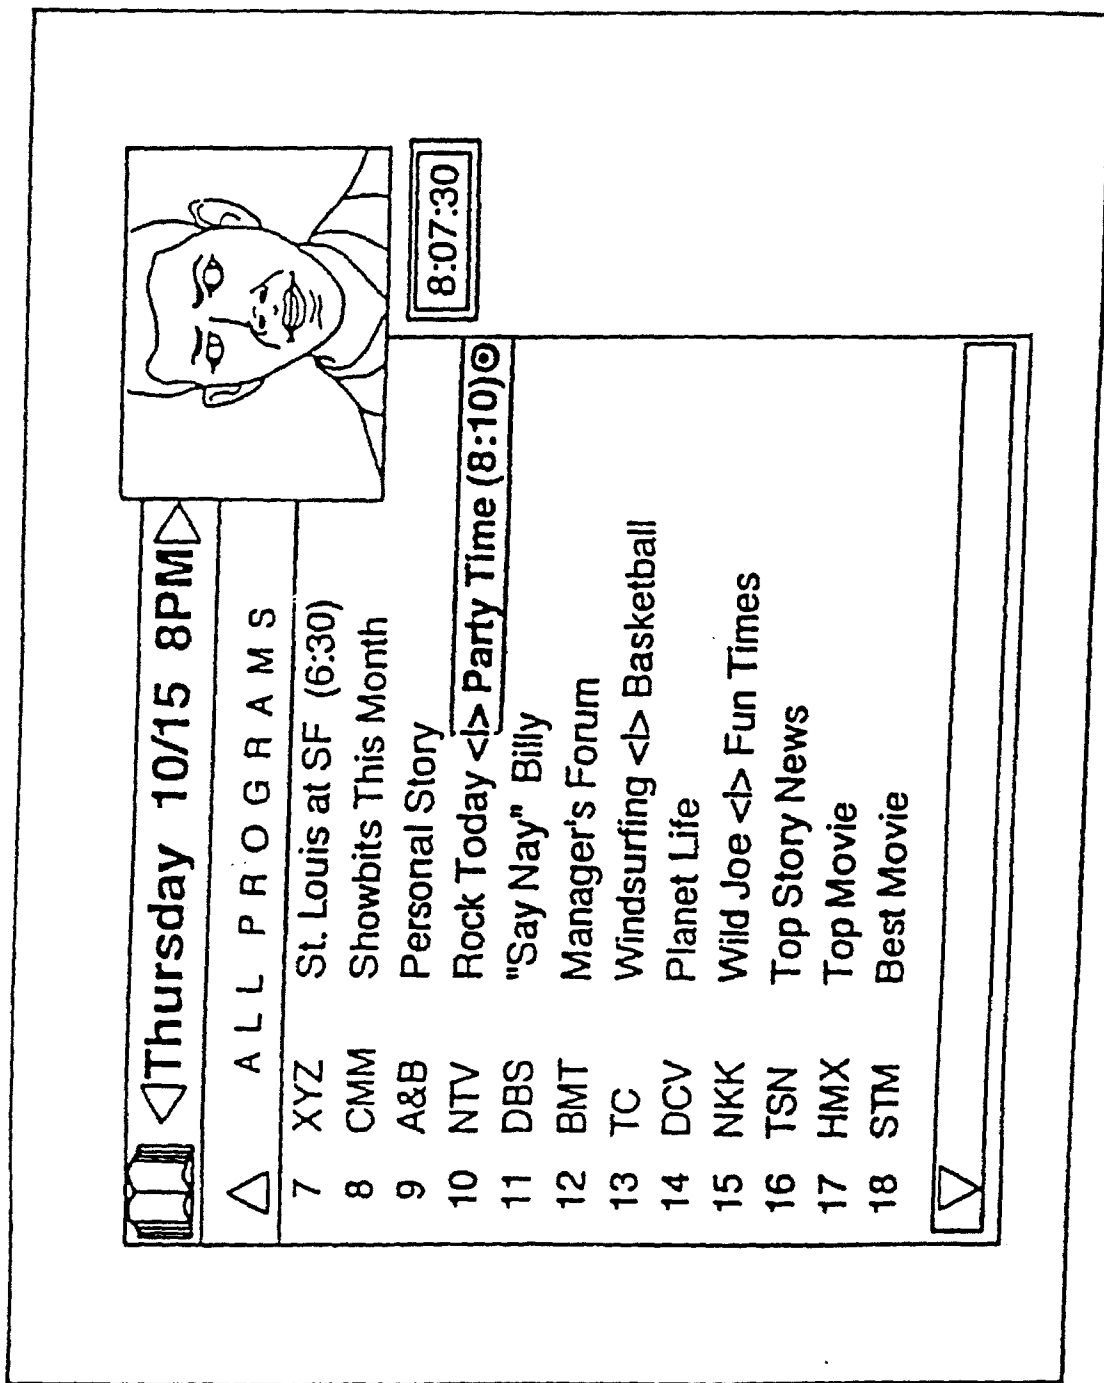 Thursday 10/15 8PM
ALL PROGRAMS
8:07:30
7 XYZ St. Louis at SF (6:30)
8 CMM Showbits This Month
9 A&B Personal Story
10 NTV Rock Today <|> Party Time (8:10)
11 DBS "Say Nay" Billy
12 BMT Manager's Forum
13 TC Windsurfing <|> Basketball
14 DCV Planet Life
15 NKK Wild Joe <|> Fun Times
16 TSN Top Story News
17 HMX Top Movie
18 STM Best Movie